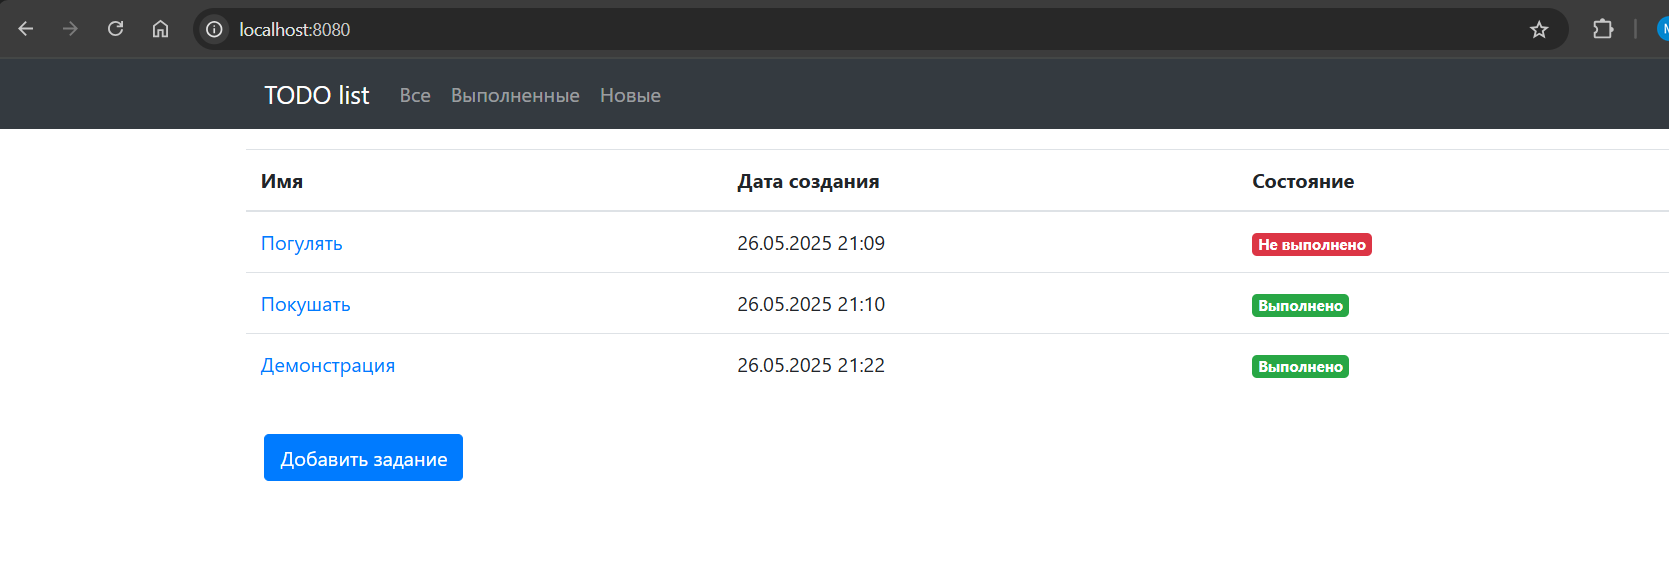 localhost:8080
TODO list Все Выполненные Новые
Имя Дата создания Состояние
Погулять 26.05.2025 21:09 Не выполнено
Покушать 26.05.2025 21:10 Выполнено
Демонстрация 26.05.2025 21:22 Выполнено
Добавить задание